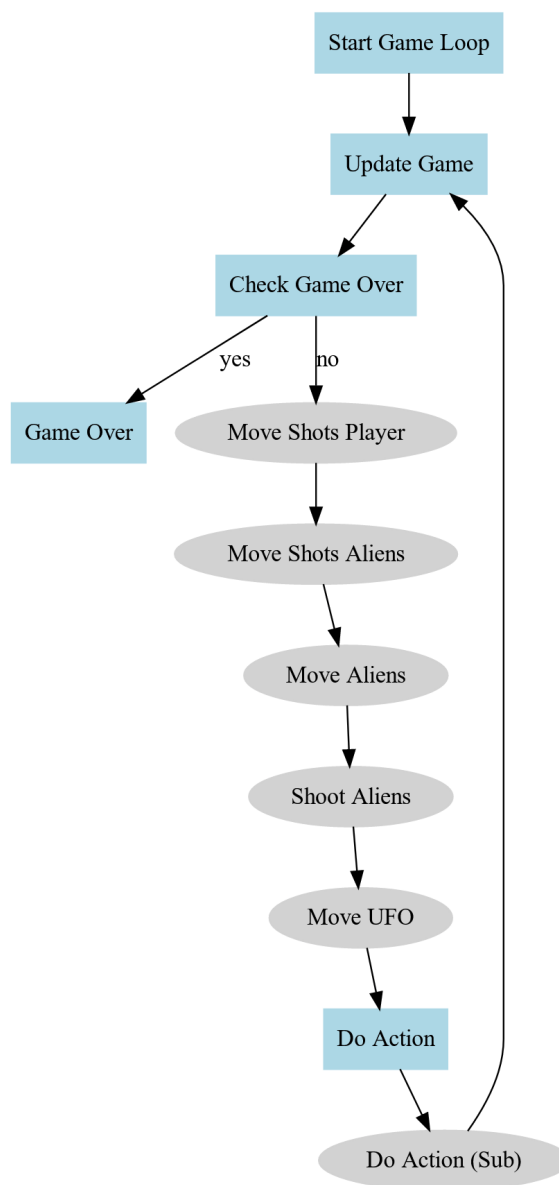 Start Game Loop
Update Game
Check Game Over
yes
no
Game Over
Move Shots Player
Move Shots Aliens
Move Aliens
Shoot Aliens
Move UFO
Do Action
Do Action (Sub)